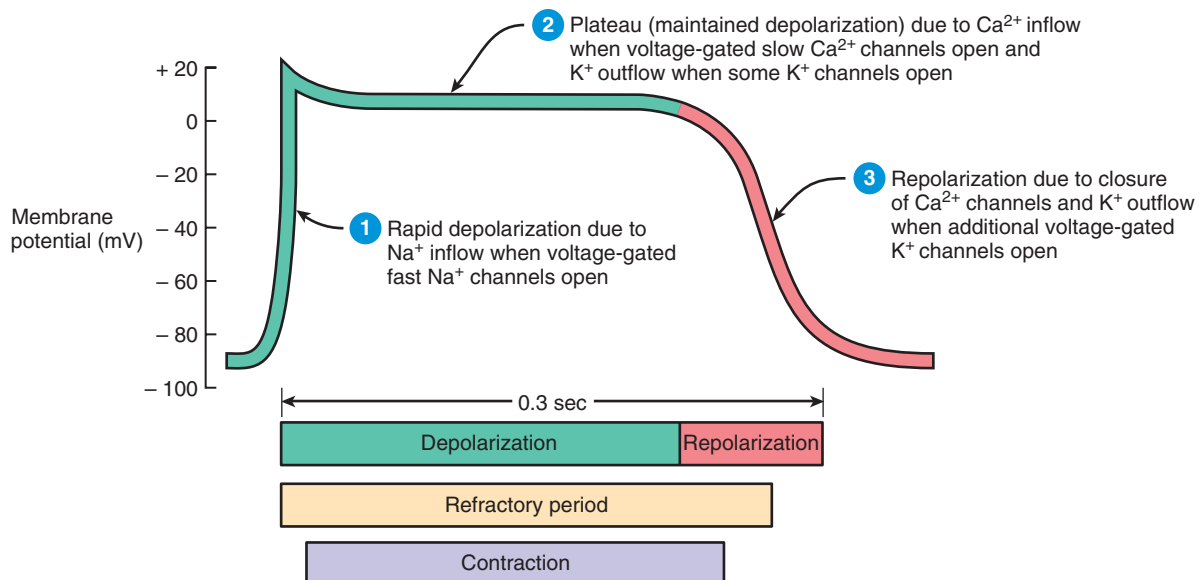 2 Plateau (maintained depolarization) due to Ca2+ inflow
when voltage-gated slow Ca2+ channels open and
K+ outflow when some K+ channels open
+ 20
0
– 20
– 40
– 60
– 80
– 100
Membrane
potential (mV)
1 Rapid depolarization due to
Na+ inflow when voltage-gated
fast Na+ channels open
3 Repolarization due to closure
of Ca2+ channels and K+ outflow
when additional voltage-gated
K+ channels open
0.3 sec
Depolarization
Repolarization
Refractory period
Contraction